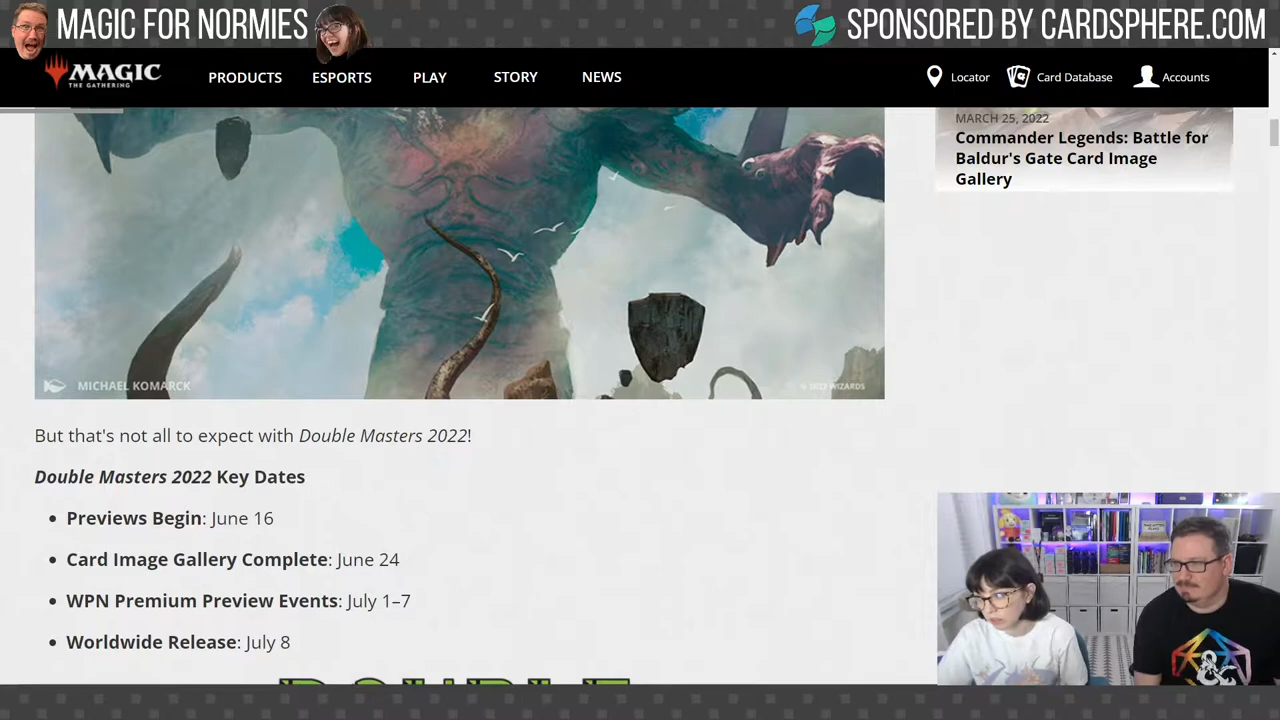 MAGIC FOR NORMIES
SPONSORED BY CARDSPHERE.COM
MAGIC
THE GATHERING
PRODUCTS
ESPORTS
PLAY
STORY
NEWS
Locator
Card Database
Accounts
MARCH 25, 2022
Commander Legends: Battle for
Baldur's Gate Card Image
Gallery
MICHAEL KOMARCK
© 2022 WIZARDS
But that's not all to expect with Double Masters 2022!
Double Masters 2022 Key Dates
• Previews Begin: June 16
• Card Image Gallery Complete: June 24
• WPN Premium Preview Events: July 1–7
• Worldwide Release: July 8